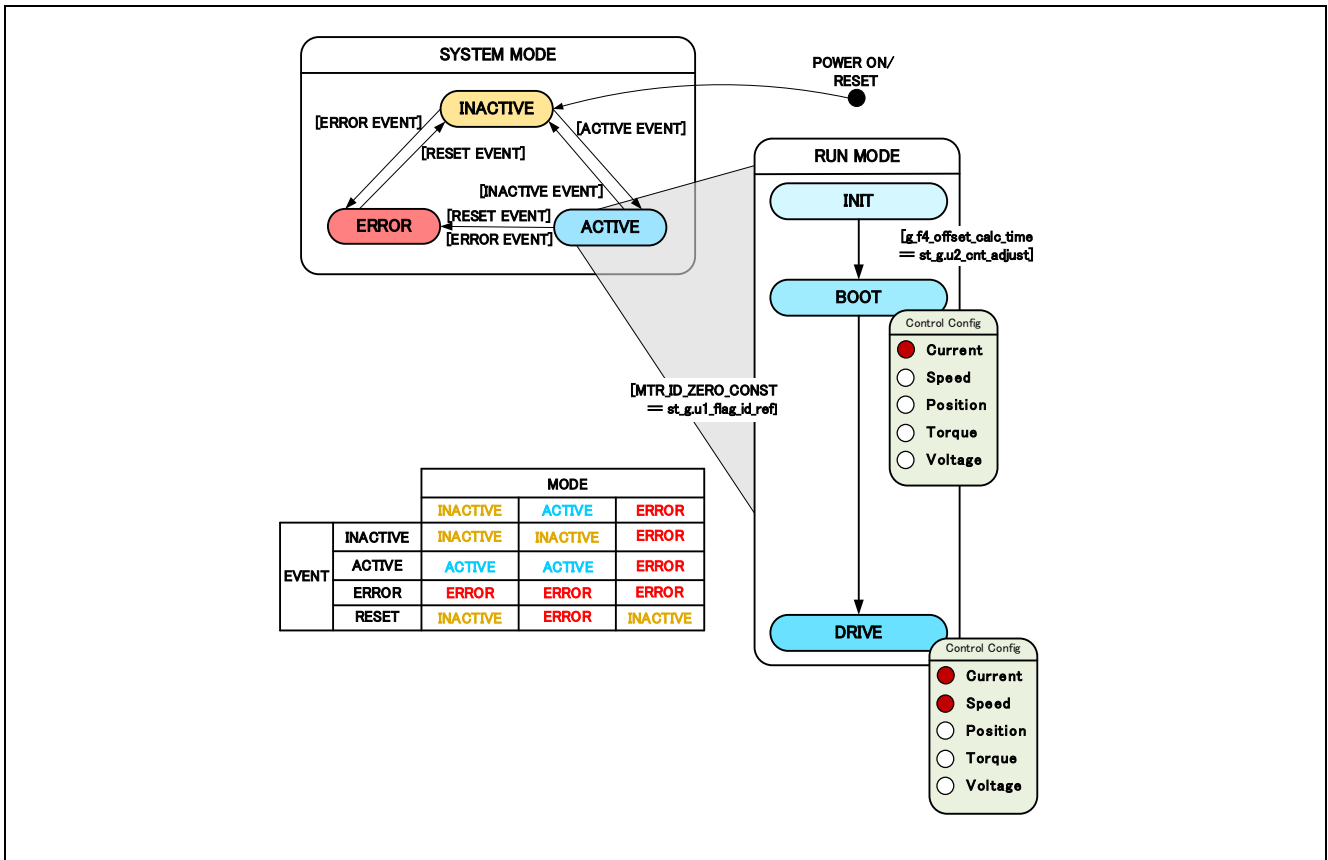 SYSTEM MODE
POWER ON/
RESET
INACTIVE
[ERROR EVENT]
[ACTIVE EVENT]
[RESET EVENT]
[INACTIVE EVENT]
[RESET EVENT]
ERROR
ACTIVE
[ERROR EVENT]
RUN MODE
INIT
[g_f4_offset_calc_time
== st_g.u2_cnt_adjust]
BOOT
Control Config
Current
Speed
Position
Torque
Voltage
[MTR_ID_ZERO_CONST
== st_g.u1_flag_id_ref]
DRIVE
Control Config
Current
Speed
Position
Torque
Voltage
MODE
INACTIVE ACTIVE ERROR
EVENT
INACTIVE INACTIVE INACTIVE ERROR
ACTIVE ACTIVE ACTIVE ERROR
ERROR ERROR ERROR ERROR
RESET INACTIVE ERROR INACTIVE